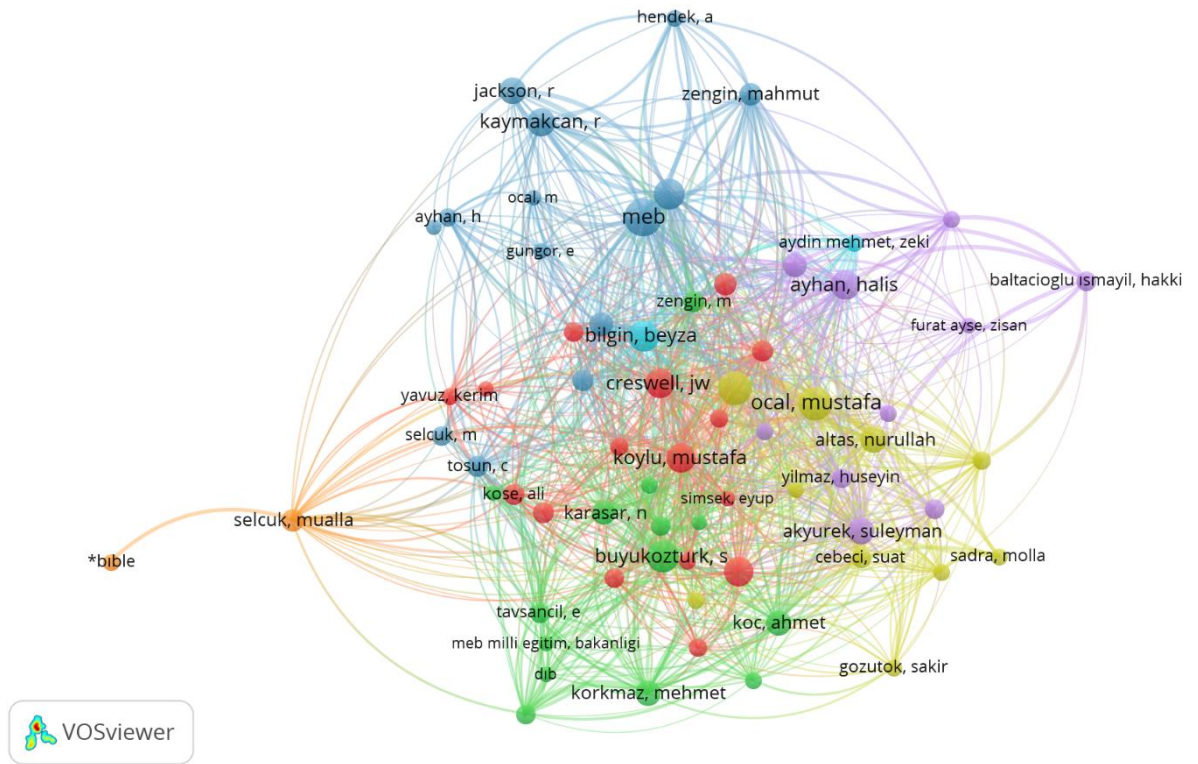 hendek, a
jackson, r
zengin, mahmut
kaymakcan, r
ocal, m
ayhan, h
meb
aydin mehmet, zeki
gungor, e
baltacioglu ısmayil, hakki
ayhan, halis
zengin, m
furat ayse, zisan
bilgin, beyza
creswell, jw
yavuz, kerim
ocal, mustafa
selcuk, m
altas, nurullah
koylu, mustafa
tosun, c
yilmaz, huseyin
kose, ali
simsek, eyup
karasar, n
selcuk, mualla
akyurek, suleyman
buyukozturk, s
cebeci, suat
sadra, molla
*bıble
tavsancil, e
koc, ahmet
meb milli egitim, bakanligi
gozutok, sakir
dıb
korkmaz, mehmet
VOSviewer